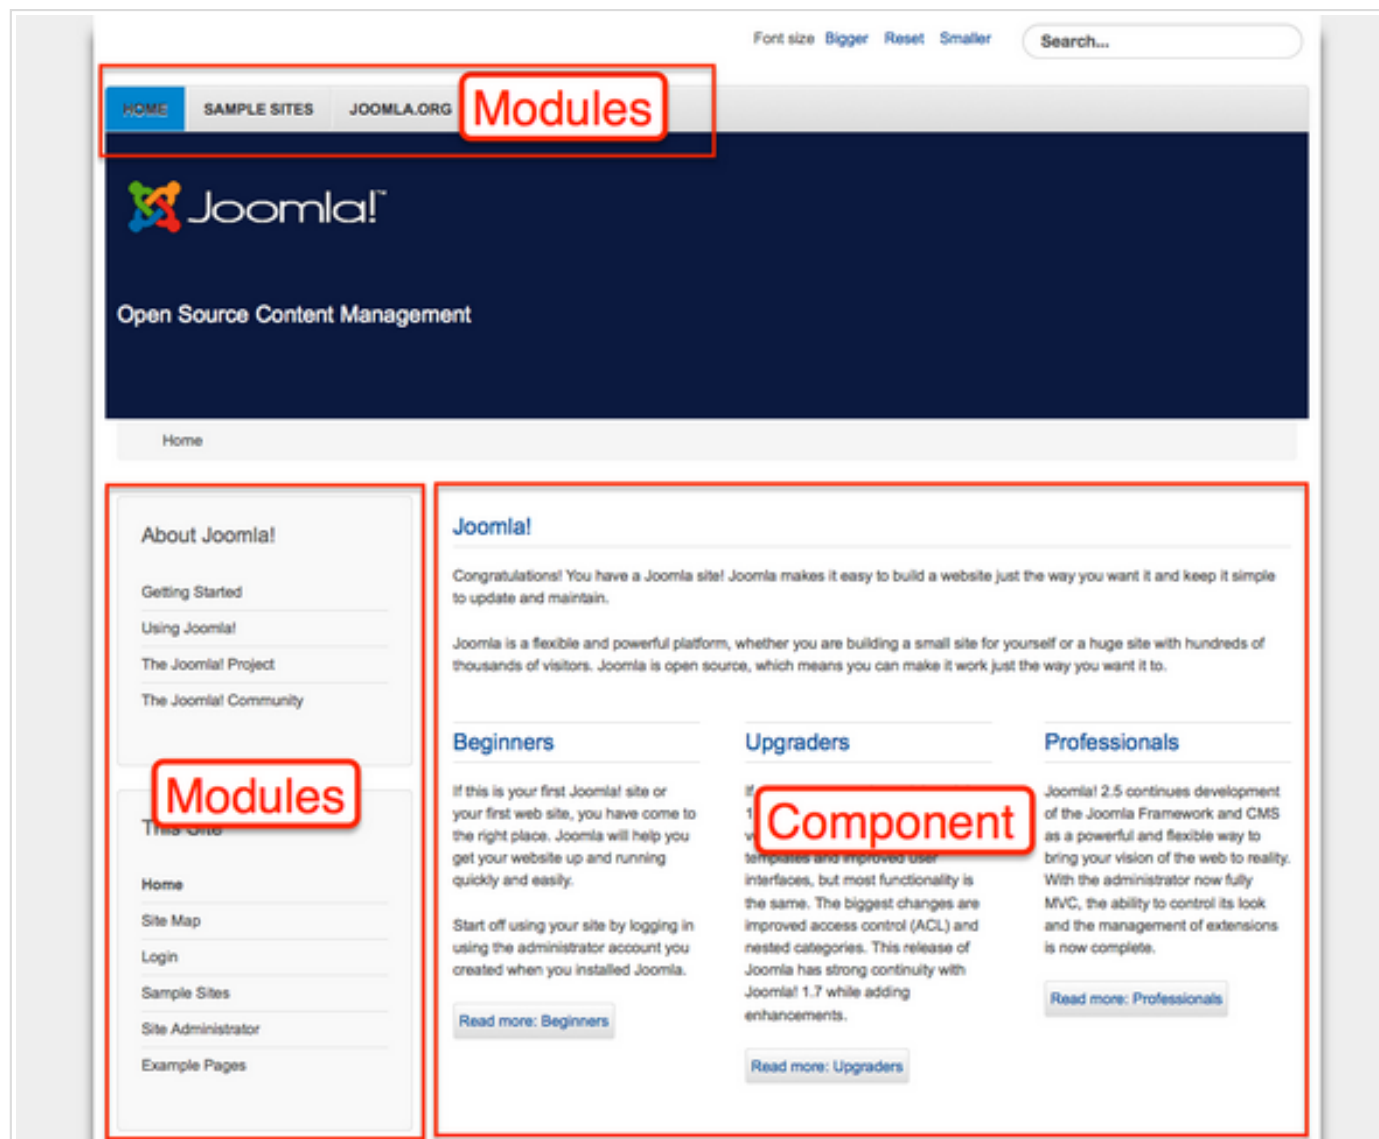 Font size Bigger Reset Smaller Search...
HOME SAMPLE SITES JOOMLA.ORG Modules
Joomla!™
Open Source Content Management
Home
About Joomla!
Getting Started
Using Joomla!
The Joomla! Project
The Joomla! Community
Modules
This Site
Home
Site Map
Login
Sample Sites
Site Administrator
Example Pages
Joomla!
Congratulations! You have a Joomla site! Joomla makes it easy to build a website just the way you want it and keep it simple
to update and maintain.
Joomla is a flexible and powerful platform, whether you are building a small site for yourself or a huge site with hundreds of
thousands of visitors. Joomla is open source, which means you can make it work just the way you want it to.
Beginners
If this is your first Joomla! site or
your first web site, you have come to
the right place. Joomla will help you
get your website up and running
quickly and easily.
Start off using your site by logging in
using the administrator account you
created when you installed Joomla.
Read more: Beginners
Upgraders
Component
templates and improved user
interfaces, but most functionality is
the same. The biggest changes are
improved access control (ACL) and
nested categories. This release of
Joomla has strong continuity with
Joomla! 1.7 while adding
enhancements.
Read more: Upgraders
Professionals
Joomla! 2.5 continues development
of the Joomla Framework and CMS
as a powerful and flexible way to
bring your vision of the web to reality.
With the administrator now fully
MVC, the ability to control its look
and the management of extensions
is now complete.
Read more: Professionals